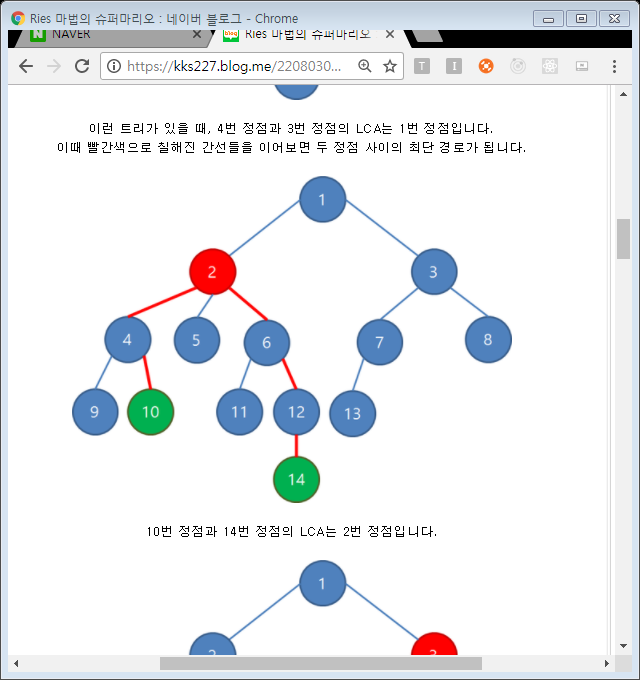 Ries 마법의 슈퍼마리오 : 네이버 블로그 - Chrome
N NAVER
blog Ries 마법의 슈퍼마리오
https://kks227.blog.me/2208030...
T I
이런 트리가 있을 때, 4번 정점과 3번 정점의 LCA는 1번 정점입니다.
이때 빨간색으로 칠해진 간선들을 이어보면 두 정점 사이의 최단 경로가 됩니다.
1
2 3
4 5 6 7 8
9 10 11 12 13
14
10번 정점과 14번 정점의 LCA는 2번 정점입니다.
1
2 3